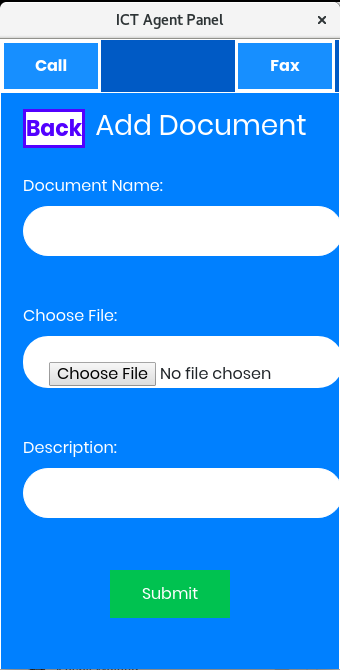 ICT Agent Panel ×
Call Fax
Back Add Document
Document Name:
Choose File:
Choose File No file chosen
Description:
Submit